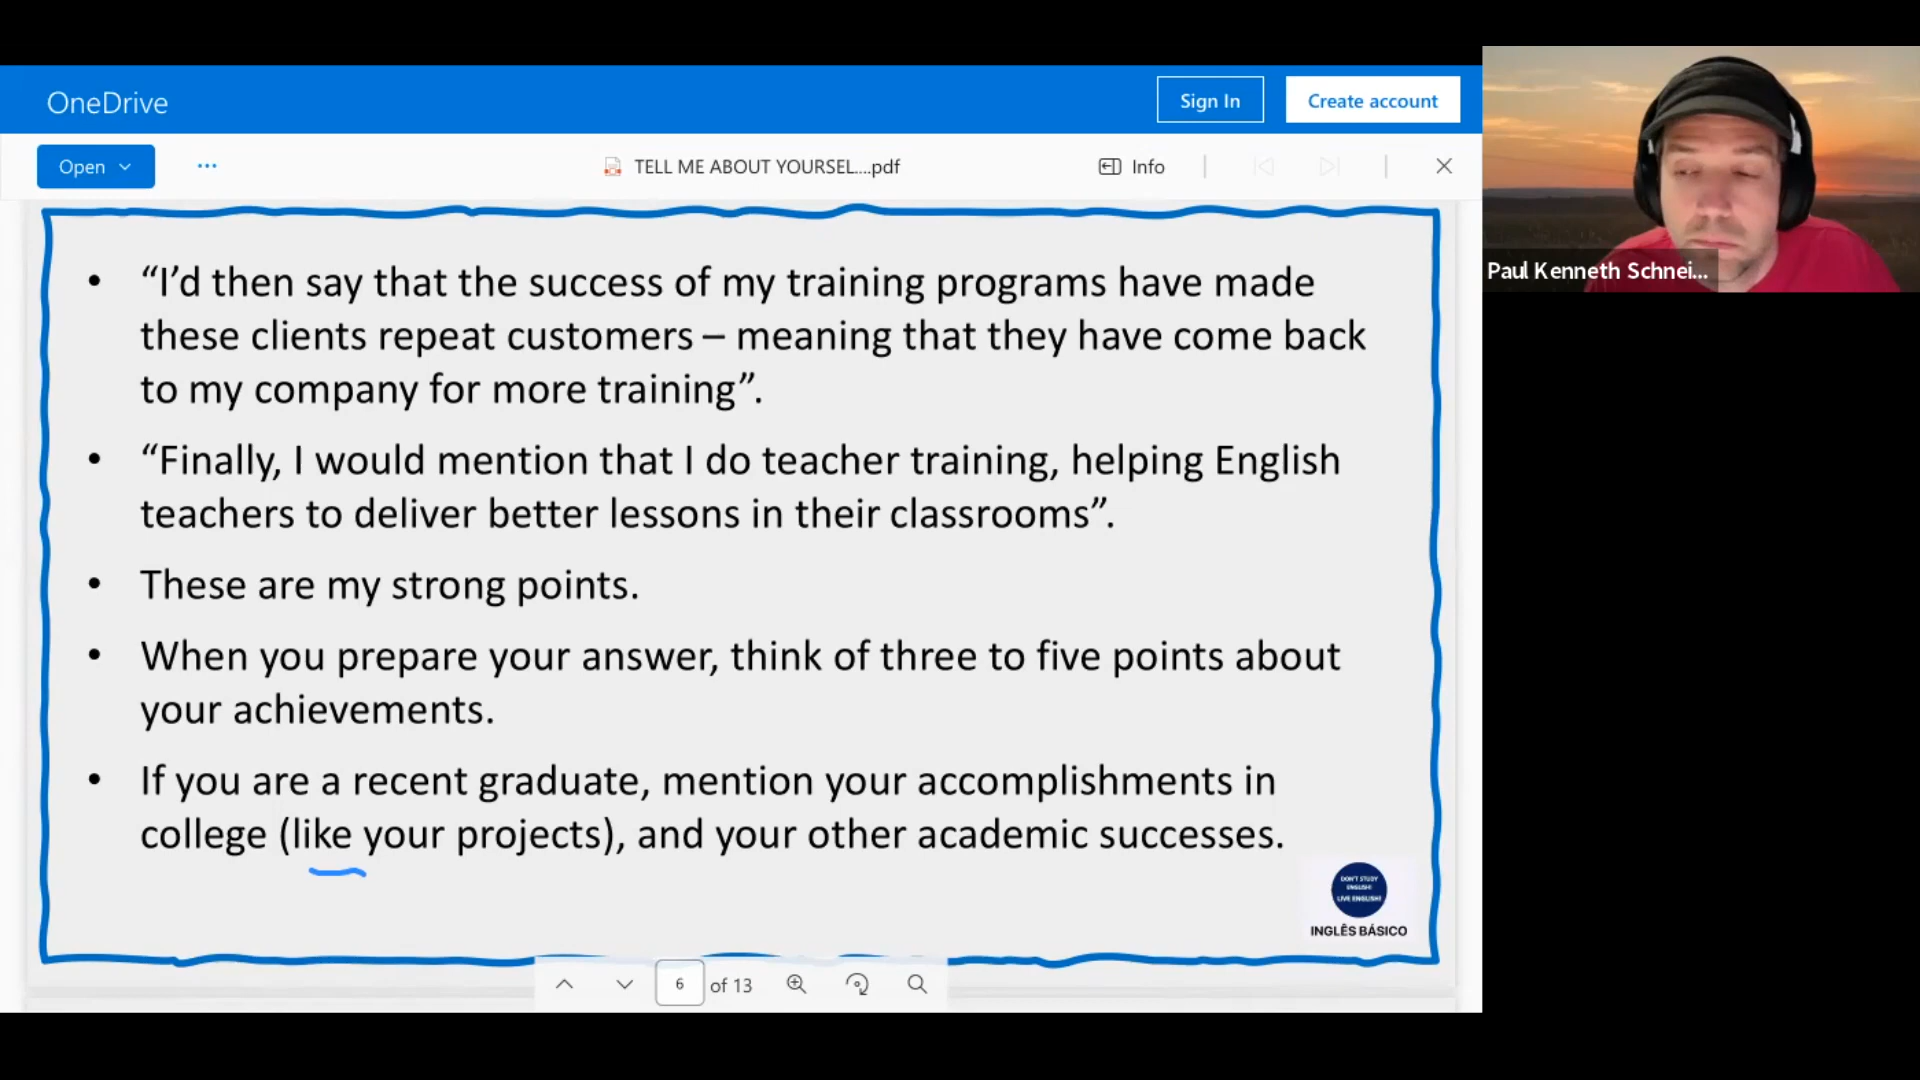 OneDrive
Sign In
Create account
Open
TELL ME ABOUT YOURSEL....pdf
Info
Paul Kenneth Schnei...
• “I’d then say that the success of my training programs have made
these clients repeat customers – meaning that they have come back
to my company for more training”.
• “Finally, I would mention that I do teacher training, helping English
teachers to deliver better lessons in their classrooms”.
• These are my strong points.
• When you prepare your answer, think of three to five points about
your achievements.
• If you are a recent graduate, mention your accomplishments in
college (like your projects), and your other academic successes.
DON'T STUDY
ENGLISH!
LIVE ENGLISH!
INGLÊS BÁSICO
6 of 13